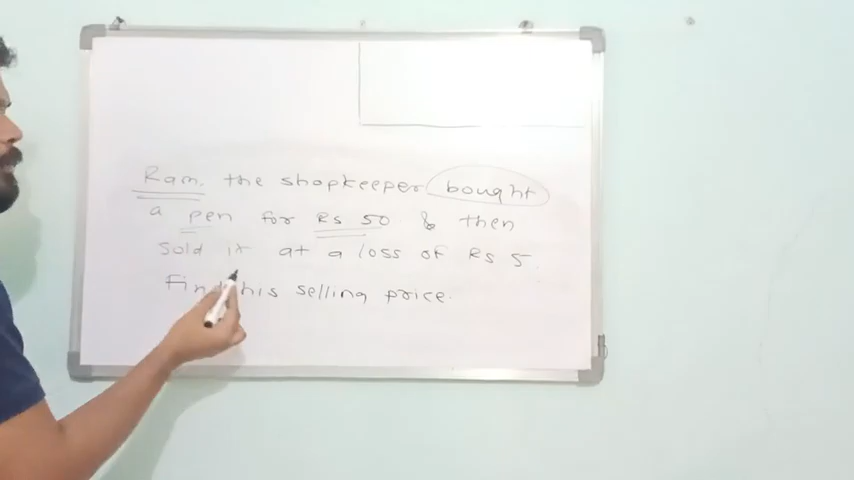 Ram. the shopkeeper bought
a pen for Rs 50 & then
sold it at a loss of Rs 5
Find his selling price.